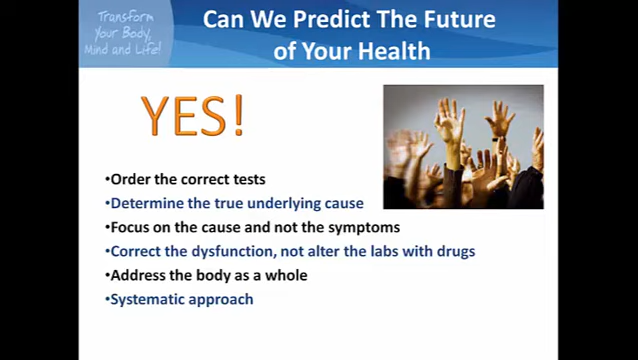 Transform
Your Body,
Mind and Life!
Can We Predict The Future
of Your Health
YES!
•Order the correct tests
•Determine the true underlying cause
•Focus on the cause and not the symptoms
•Correct the dysfunction, not alter the labs with drugs
•Address the body as a whole
•Systematic approach